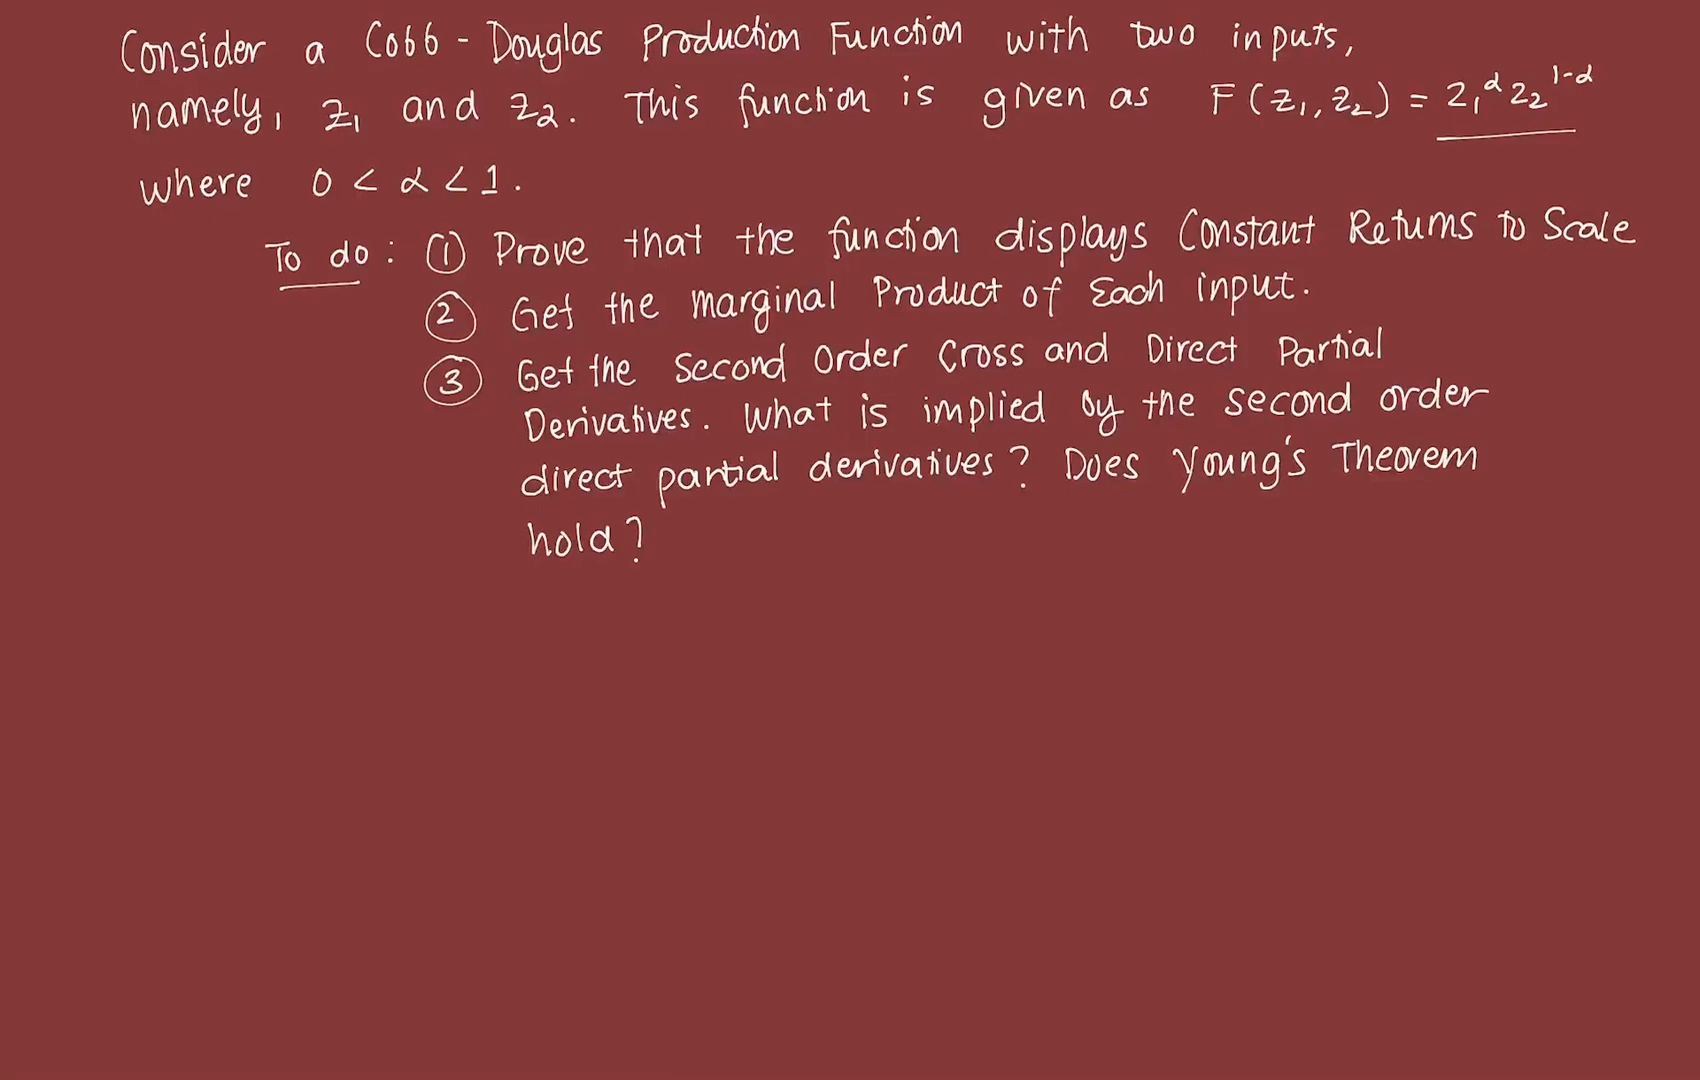 Consider a Cobb - Douglas Production Function with two inputs,
namely, z₁ and z₂. This function is given as F(z₁, z₂) = z₁^α z₂^1-α
where 0 < α < 1.
To do : ① Prove that the function displays Constant Returns to Scale
② Get the marginal Product of Each input.
③ Get the Second Order Cross and Direct Partial
Derivatives. What is implied by the second order
direct partial derivatives? Does Young's Theorem
hold?